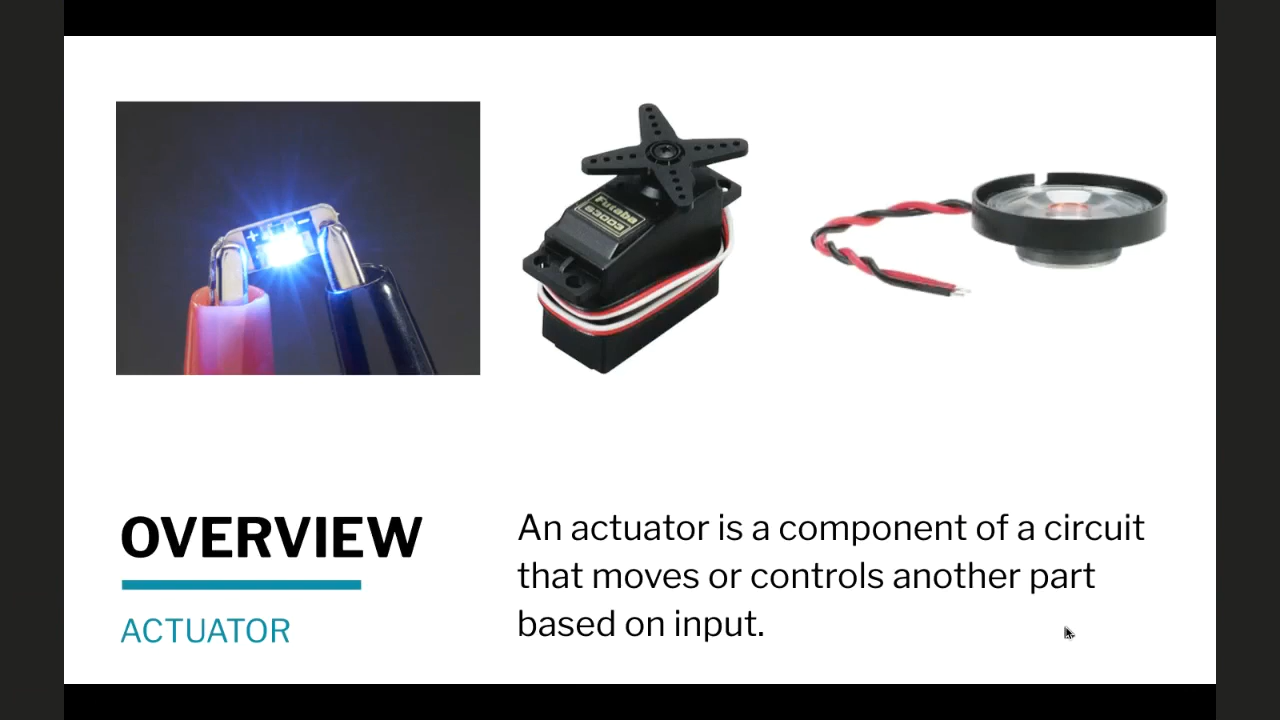 Futaba
S3003
+ -
OVERVIEW
ACTUATOR
An actuator is a component of a circuit
that moves or controls another part
based on input.